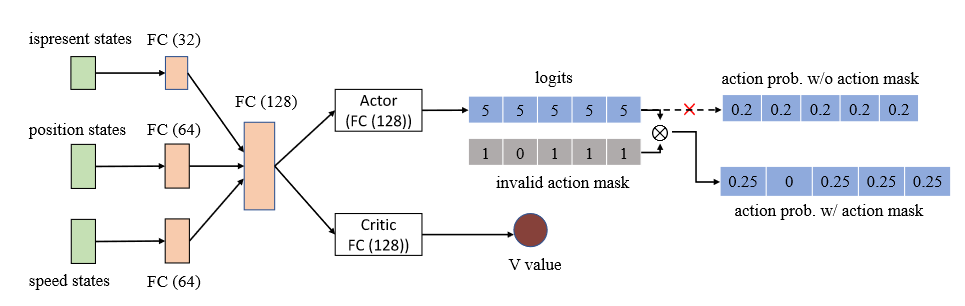 ispresent states
FC (32)
position states
FC (64)
speed states
FC (64)
FC (128)
Actor
(FC (128))
Critic
FC (128))
logits
5 5 5 5 5
1 0 1 1 1
invalid action mask
V value
action prob. w/o action mask
0.2 0.2 0.2 0.2 0.2
0.25 0 0.25 0.25 0.25
action prob. w/ action mask